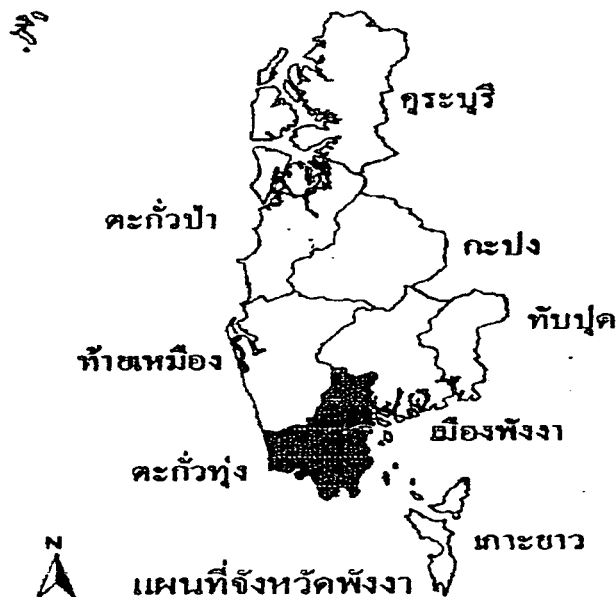 คุระบุรี
ตะกั่วป่า
กะปง
ทับปุด
ท้ายเหมือง
เมืองพังงา
ตะกั่วทุ่ง
เกาะยาว
N
แผนที่จังหวัดพังงา